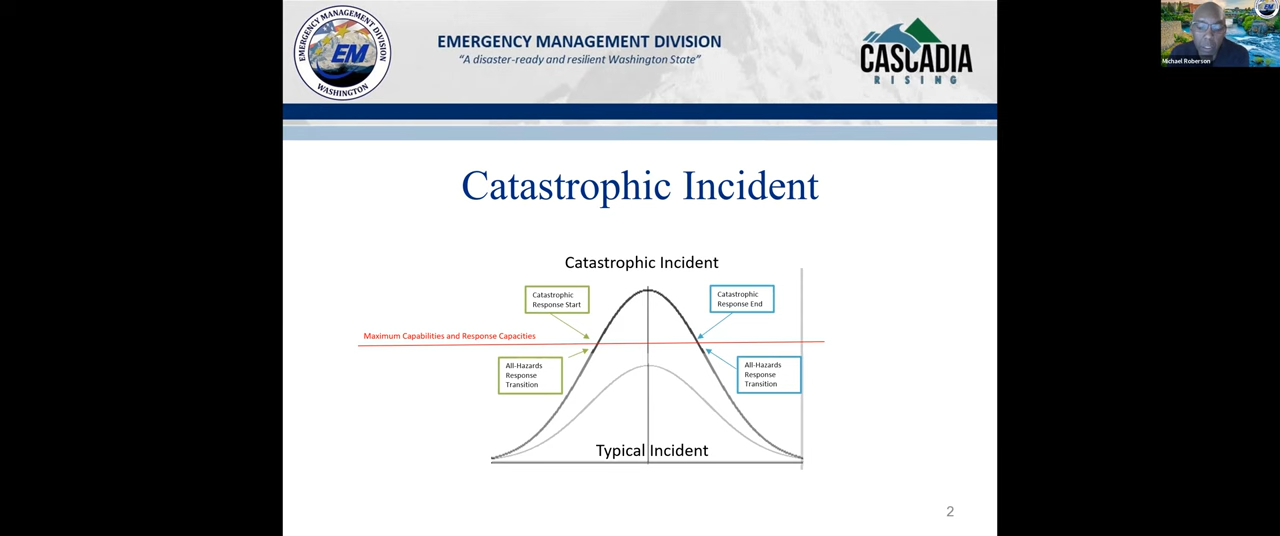 EMERGENCY MANAGEMENT DIVISION
WASHINGTON
EM
EMERGENCY MANAGEMENT DIVISION
"A disaster-ready and resilient Washington State"
CASCADIA
RISING
Michael Roberson
Catastrophic Incident
Catastrophic Incident
Catastrophic
Response Start
Catastrophic
Response End
Maximum Capabilities and Response Capacities
All-Hazards
Response
Transition
All-Hazards
Response
Transition
Typical Incident
2